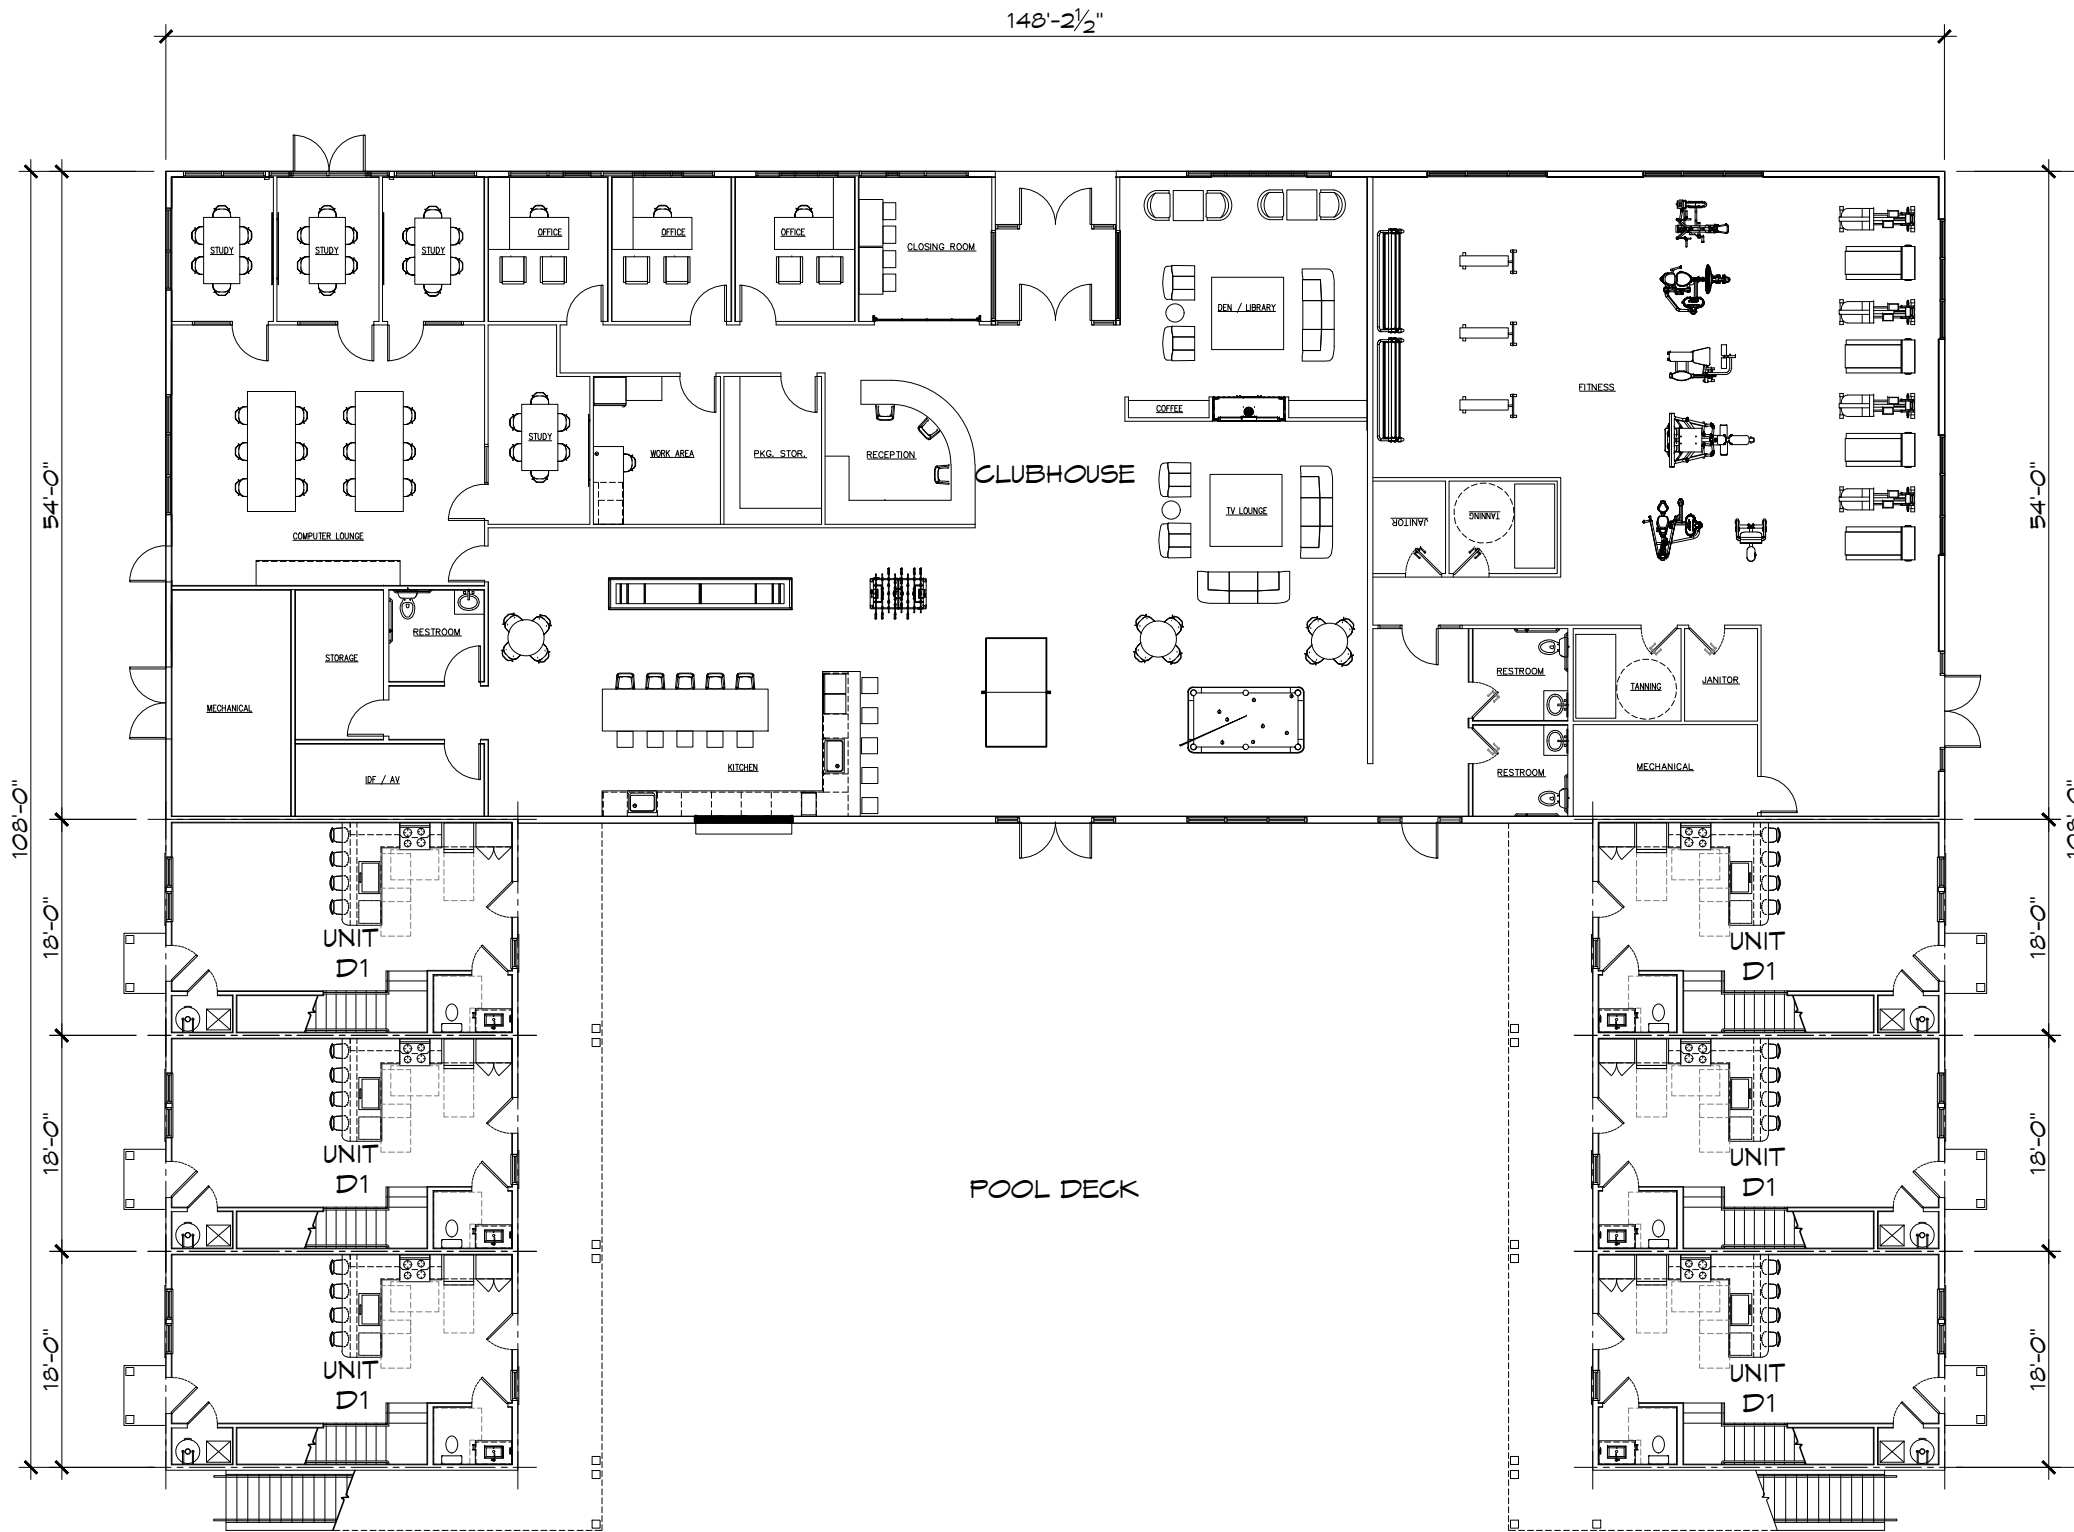 148'-2½"
STUDY
STUDY
STUDY
OFFICE
OFFICE
OFFICE
CLOSING ROOM
DEN / LIBRARY
FITNESS
COFFEE
STUDY
WORK AREA
PKG. STOR.
RECEPTION
CLUBHOUSE
54'-0"
54'-0"
TV LOUNGE
JANITOR
TANNING
COMPUTER LOUNGE
RESTROOM
STORAGE
MECHANICAL
RESTROOM
TANNING
JANITOR
IDF / AV
KITCHEN
RESTROOM
MECHANICAL
108'-0"
108'-0"
18'-0"
UNIT
D1
UNIT
D1
18'-0"
18'-0"
UNIT
D1
POOL DECK
UNIT
D1
18'-0"
18'-0"
UNIT
D1
UNIT
D1
18'-0"